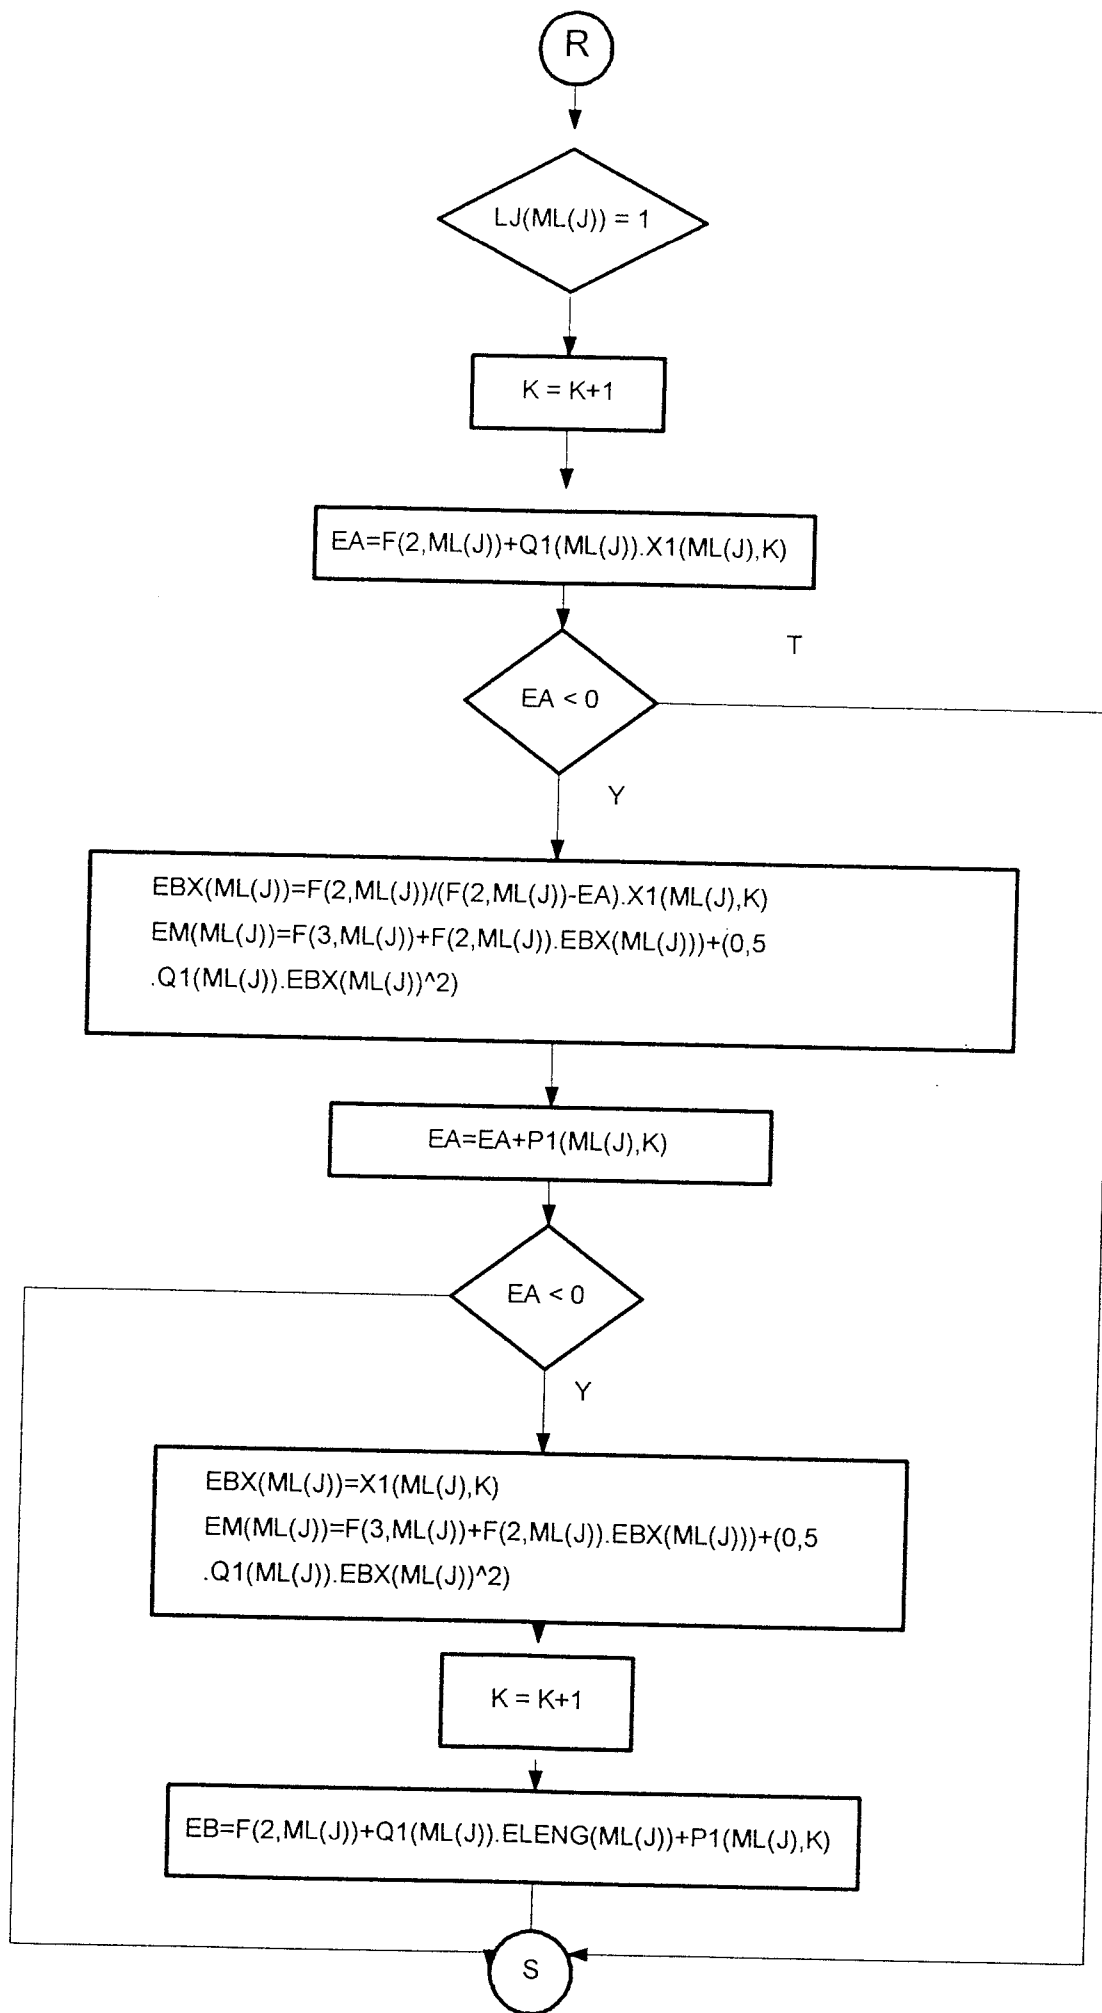 R
LJ(ML(J)) = 1
K = K+1
EA=F(2,ML(J))+Q1(ML(J)).X1(ML(J),K)
T
EA < 0
Y
EBX(ML(J))=F(2,ML(J))/(F(2,ML(J))-EA).X1(ML(J),K)
EM(ML(J))=F(3,ML(J))+F(2,ML(J)).EBX(ML(J)))+(0,5
.Q1(ML(J)).EBX(ML(J))^2)
EA=EA+P1(ML(J),K)
EA < 0
Y
EBX(ML(J))=X1(ML(J),K)
EM(ML(J))=F(3,ML(J))+F(2,ML(J)).EBX(ML(J)))+(0,5
.Q1(ML(J)).EBX(ML(J))^2)
K = K+1
EB=F(2,ML(J))+Q1(ML(J)).ELENG(ML(J))+P1(ML(J),K)
S